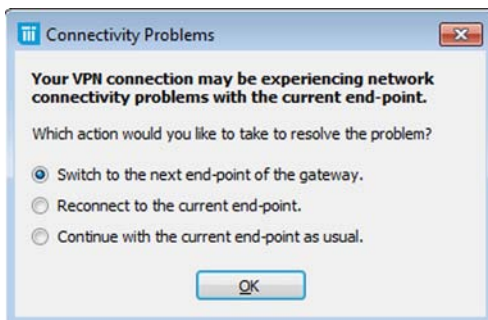 Connectivity Problems
Your VPN connection may be experiencing network
connectivity problems with the current end-point.
Which action would you like to take to resolve the problem?
Switch to the next end-point of the gateway.
Reconnect to the current end-point.
Continue with the current end-point as usual.
OK